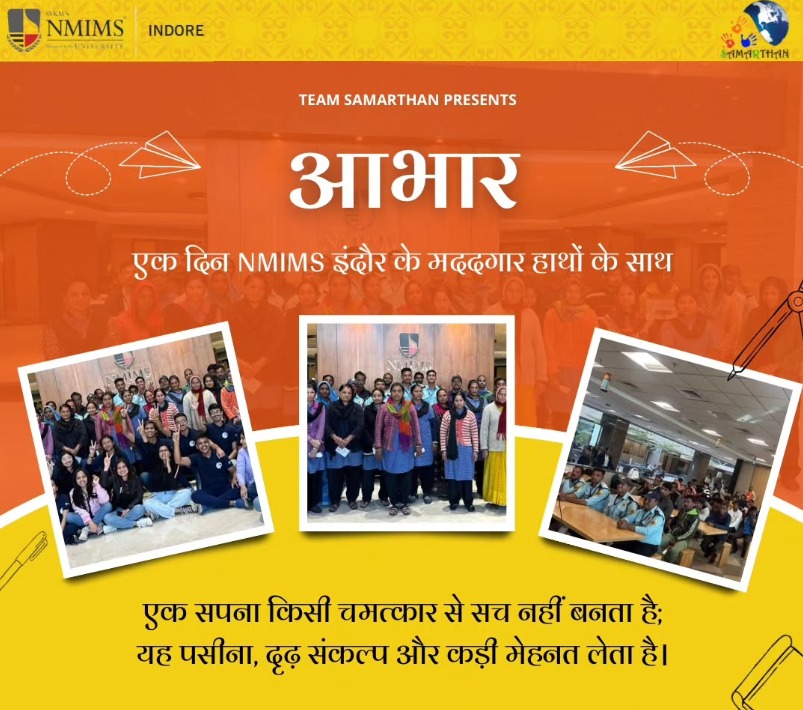 SVKM'S
NMIMS
UNIVERSITY
INDORE
SAMARTHAN
TEAM SAMARTHAN PRESENTS
आभार
एक दिन NMIMS इंदौर के मददगार हाथों के साथ
NMIMS
एक सपना किसी चमत्कार से सच नहीं बनता है;
यह पसीना, दृढ़ संकल्प और कड़ी मेहनत लेता है।